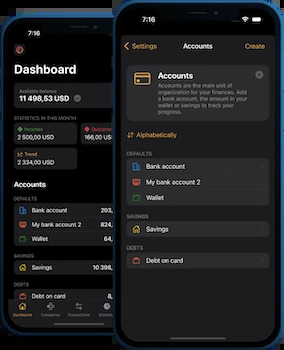 7:16
Dashboard
Available balance
11 498,53 USD
STATISTICS IN THIS MONTH
Incomes
2 500,00 USD
Outcome
166,00 USD
Trend
2 334,00 USD
Accounts
DEFAULTS
Bank account 203,
My bank account 2 824,
Wallet 64,
SAVINGS
Savings 10 398,
DEBTS
Debt on card 8,
Dashboard Categories Transactions
7:16
Settings Accounts Create
Accounts
Accounts are the main unit of
organization for your finances. Add
a bank account, the amount in your
wallet or savings to track your
progress.
Alphabetically
DEFAULTS
Bank account
My bank account 2
Wallet
SAVINGS
Savings
DEBTS
Debt on card